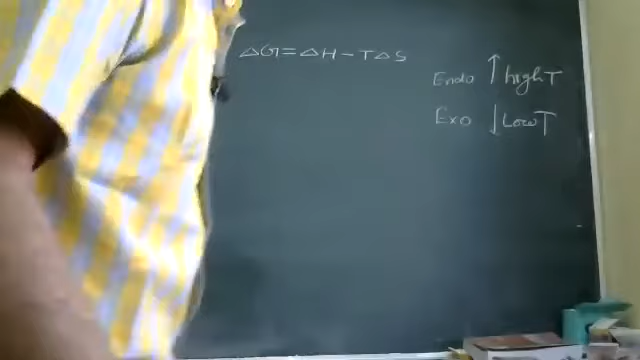 ΔG = ΔH - TΔS
Endo ↑ high T
Exo ↓ Low T